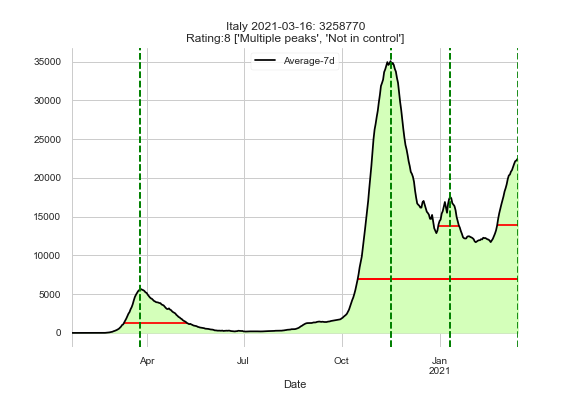 Italy 2021-03-16: 3258770
Rating:8 ['Multiple peaks', 'Not in control']
Average-7d
35000
30000
25000
20000
15000
10000
5000
0
Apr
Jul
Oct
Jan
2021
Date